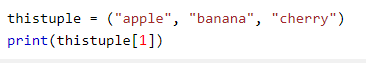 thistuple = ("apple", "banana", "cherry")
print(thistuple[1])